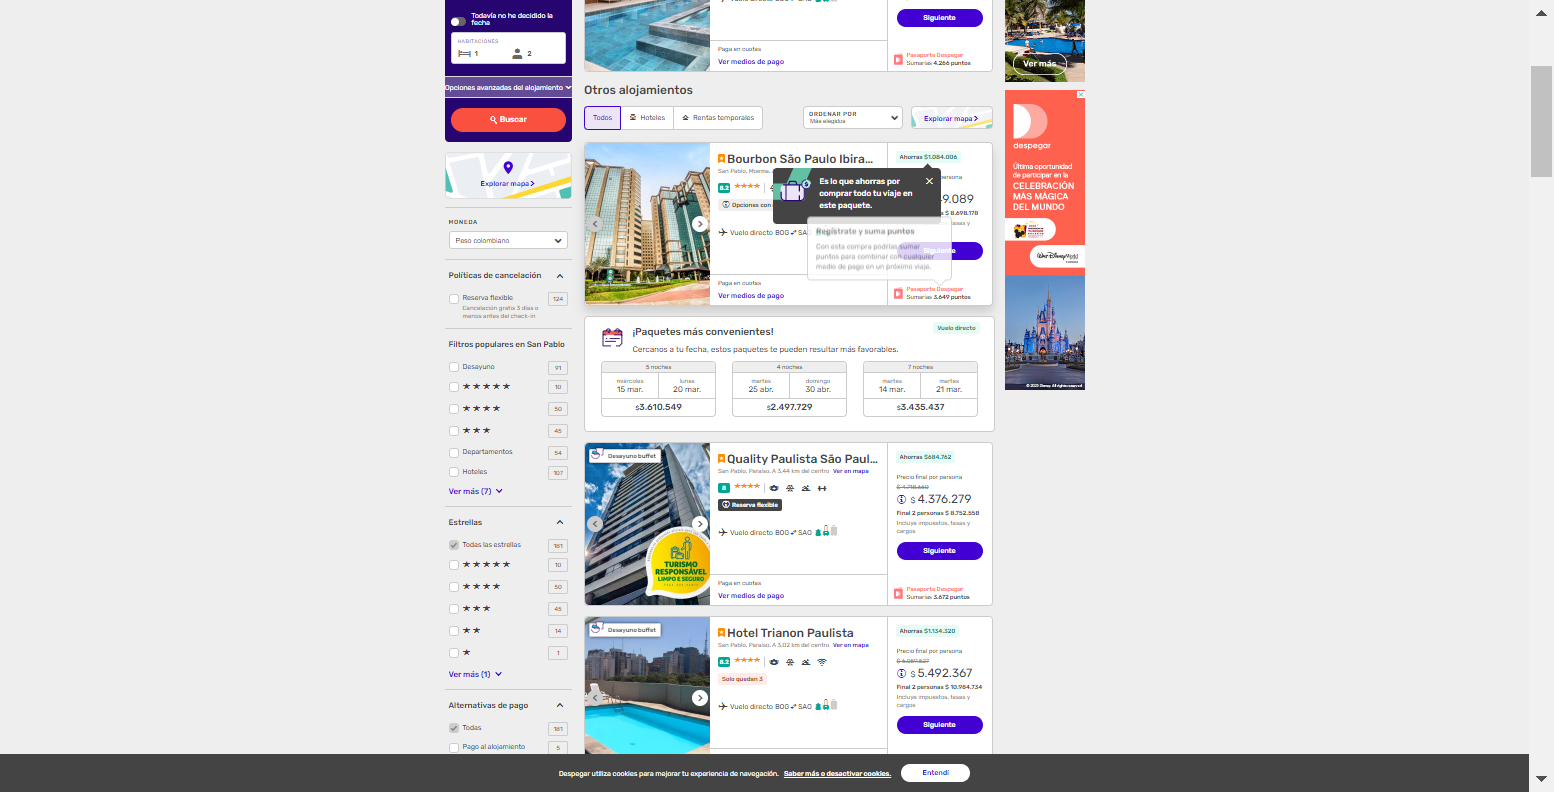 Todavía no he decidido la
fecha
HABITACIONES
1
2
Opciones avanzadas del alojamiento
Buscar
Explorar mapa
MONEDA
Peso colombiano
Políticas de cancelación
Reserva flexible
124
Cancelación gratis 3 días o
menos antes del check-in
Filtros populares en San Pablo
Desayuno
91
★★★★★
10
★★★★
50
★★★
45
Departamentos
54
Hoteles
107
Ver más (7)
Estrellas
Todas las estrellas
161
★★★★★
10
★★★★
50
★★★
45
★★
14
★
1
Ver más (1)
Alternativas de pago
Todas
161
Pago al alojamiento
5
Siguiente
Paga en cuotas
Ver medios de pago
Pasaporte Despegar
Sumarías 4.266 puntos
Otros alojamientos
Todos
Hoteles
Rentas temporales
ORDENAR POR
Más elegidos
Explorar mapa
Bourbon São Paulo Ibira...
San Pablo, Moema.
8.2
★★★★
Opciones con
Vuelo directo BOG SA
Paga en cuotas
Ver medios de pago
Ahorras $1.084.006
Es lo que ahorras por
comprar todo tu viaje en
este paquete.
persona
9.089
$ 8.698.178
Regístrate y suma puntos
Con esta compra podrías sumar
puntos para combinar con cualquier
medio de pago en un próximo viaje.
Siguiente
Pasaporte Despegar
Sumarías 3.649 puntos
¡Paquetes más convenientes!
Vuelo directo
Cercanos a tu fecha, estos paquetes te pueden resultar más favorables.
5 noches
miércoles
15 mar.
lunes
20 mar.
$3.610.549
4 noches
martes
25 abr.
domingo
30 abr.
$2.497.729
7 noches
martes
14 mar.
martes
21 mar.
$3.435.437
Desayuno buffet
TURISMO
RESPONSÁVEL
LIMPO E SEGURO
Quality Paulista São Paul...
San Pablo, Paraiso. A 3,44 km del centro Ver en mapa
8
★★★★
Reserva flexible
Vuelo directo BOG SAO
Paga en cuotas
Ver medios de pago
Ahorras $684.762
Precio final por persona
$ 4.376.279
Final 2 personas $ 8.752.558
Incluye impuestos, tasas y
cargos
Siguiente
Pasaporte Despegar
Sumarías 3.672 puntos
Desayuno buffet
Hotel Trianon Paulista
San Pablo, Paraiso. A 3,02 km del centro Ver en mapa
8.2
★★★★
Solo quedan 3
Vuelo directo BOG SAO
Ahorras $1.134.320
Precio final por persona
$ 5.492.367
Final 2 personas $ 10.984.734
Incluye impuestos, tasas y
cargos
Siguiente
Ver más
despegar
Última oportunidad
de participar en la
CELEBRACIÓN
MÁS MÁGICA
DEL MUNDO
Walt Disney World
Despegar utiliza cookies para mejorar tu experiencia de navegación. Saber más o desactivar cookies.
Entendí